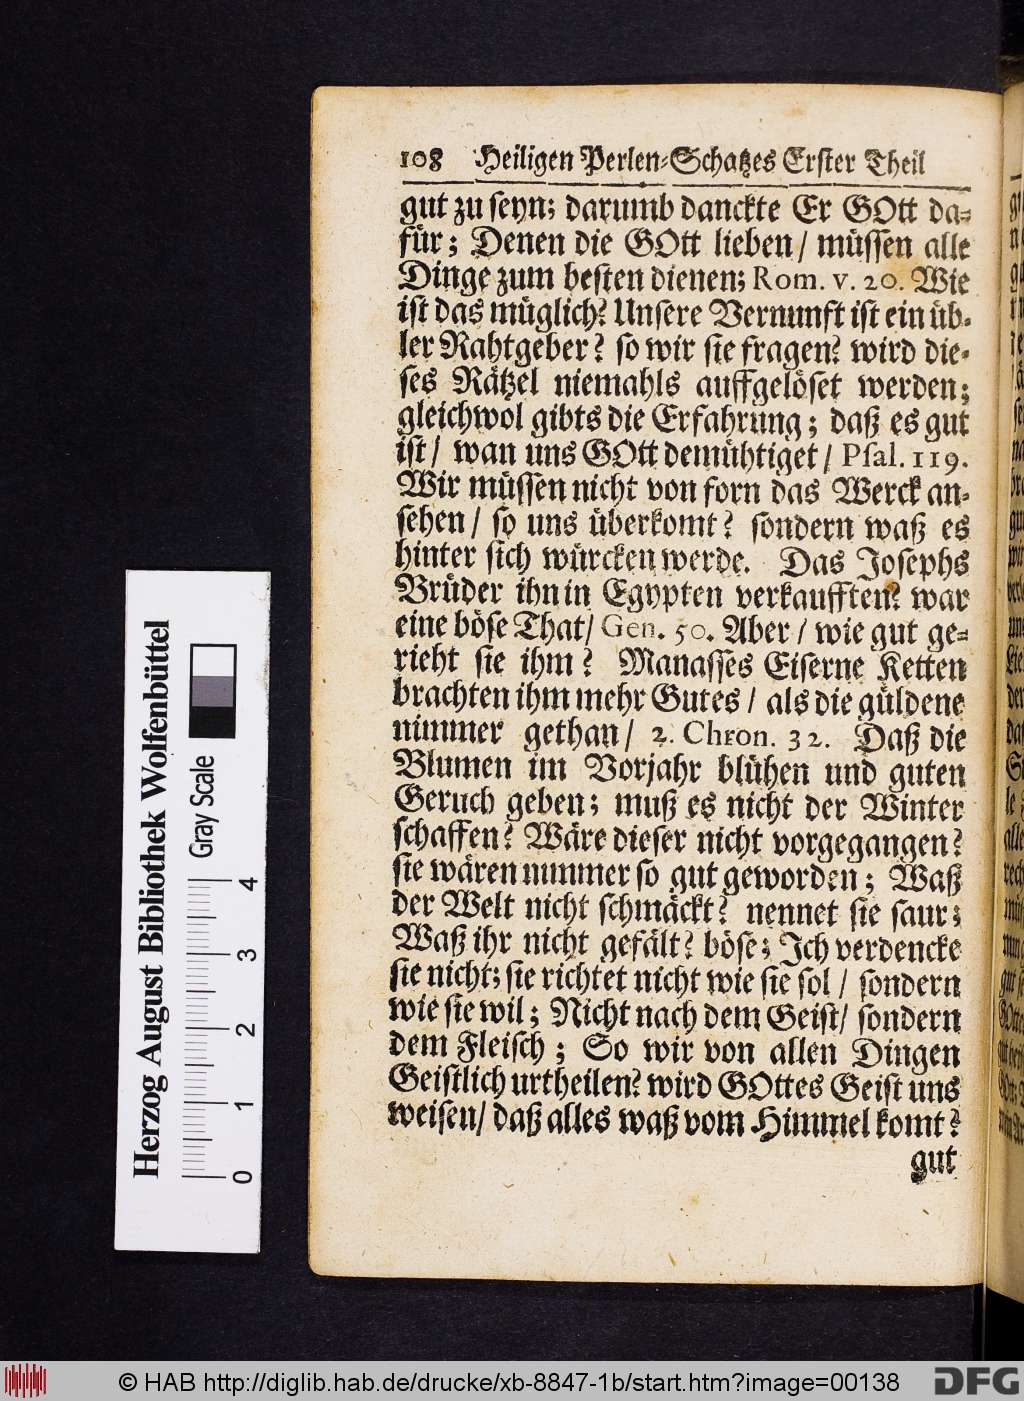 108 Heiligen Perlen-Schatzes Erster Theil
gut zu seyn; darumb danckte Er GOtt da-
für; Denen die GOtt lieben/ müssen alle
Dinge zum besten dienen; Rom. v. 20. Wie
ist das müglich? Unsere Vernunft ist ein üb-
ler Rahtgeber? so wir sie fragen? wird die-
ses Rätzel niemahls auffgelöset werden;
gleichwol gibts die Erfahrung; daß es gut
ist/ wan uns GOtt demühtiget/ Psal. 119.
Wir müssen nicht von forn das Werck an-
sehen/ so uns überkomt? sondern waß es
hinter sich würcken werde. Das Josephs
Brüder ihn in Egypten verkaufften? war
eine böse That/ Gen. 50. Aber/ wie gut ge-
rieht sie ihm? Manasses Eiserne Ketten
brachten ihm mehr Gutes/ als die güldene
nimmer gethan/ 2. Chron. 32. Daß die
Blumen im Vorjahr blühen und guten
Geruch geben; muß es nicht der Winter
schaffen? Wäre dieser nicht vorgegangen?
sie wären nimmer so gut geworden; Waß
der Welt nicht schmäckt? nennet sie saur;
Waß ihr nicht gefält? böse; Ich verdencke
sie nicht; sie richtet nicht wie sie sol/ sondern
wie sie wil; Nicht nach dem Geist/ sondern
dem Fleisch; So wir von allen Dingen
Geistlich urtheilen? wird GOttes Geist uns
weisen/ daß alles waß vom Himmel komt?
gut
Herzog August Bibliothek Wolfenbüttel
Gray Scale
0 1 2 3 4
© HAB http://diglib.hab.de/drucke/xb-8847-1b/start.htm?image=00138
DFG